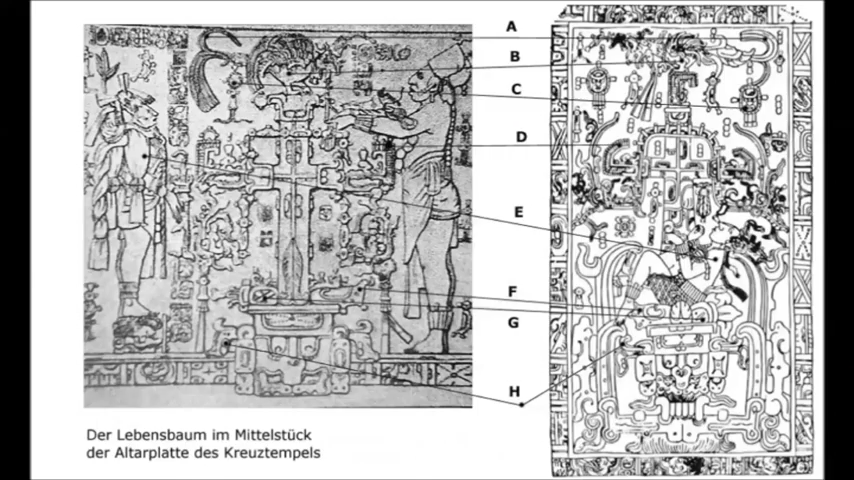 A
B
C
D
E
F
G
H
Der Lebensbaum im Mittelstück
der Altarplatte des Kreuztempels